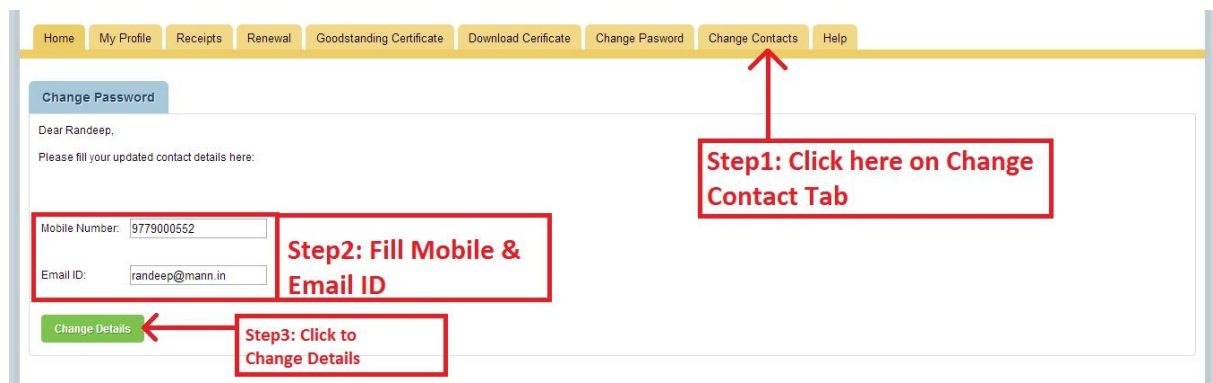 Home My Profile Receipts Renewal Goodstanding Certificate Download Cerificate Change Pasword Change Contacts Help
Change Password
Dear Randeep,
Please fill your updated contact details here:
Step1: Click here on Change
Contact Tab
Mobile Number: 9779000552
Email ID: randeep@mann.in
Step2: Fill Mobile &
Email ID
Change Details
Step3: Click to
Change Details